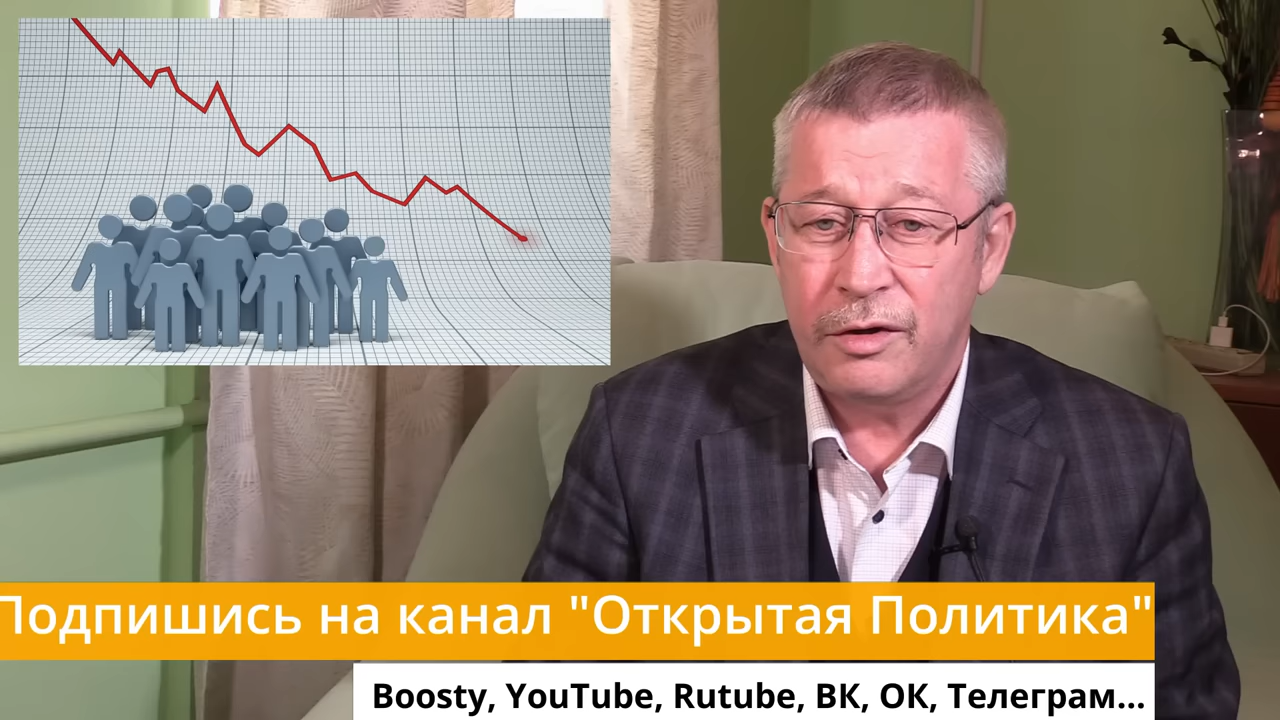 Подпишись на канал "Открытая Политика"
Boosty, YouTube, Rutube, ВК, ОК, Телеграм...